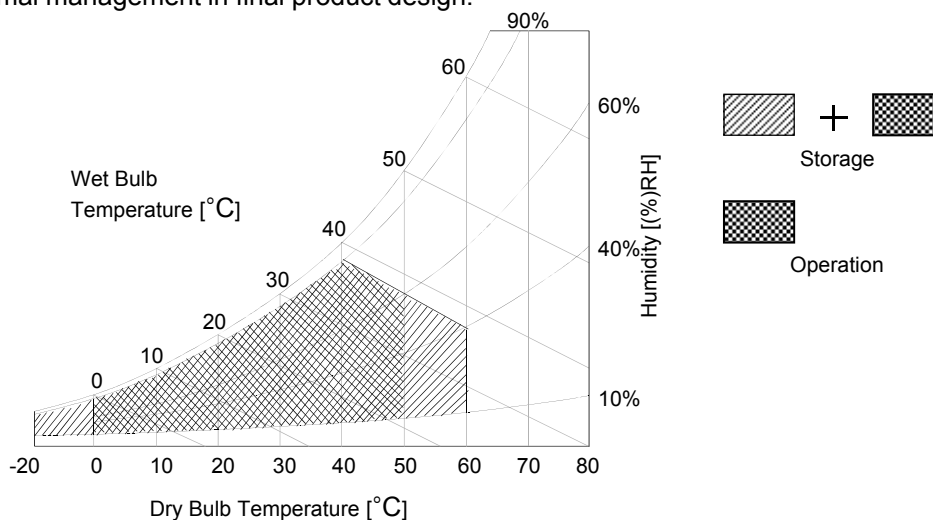 mal management in final product design.
90%
60
60%
50
Wet Bulb
Temperature [°C]
Storage
40
40%
Humidity [(%)RH]
30
Operation
20
10
0
10%
-20 0 10 20 30 40 50 60 70 80
Dry Bulb Temperature [°C]